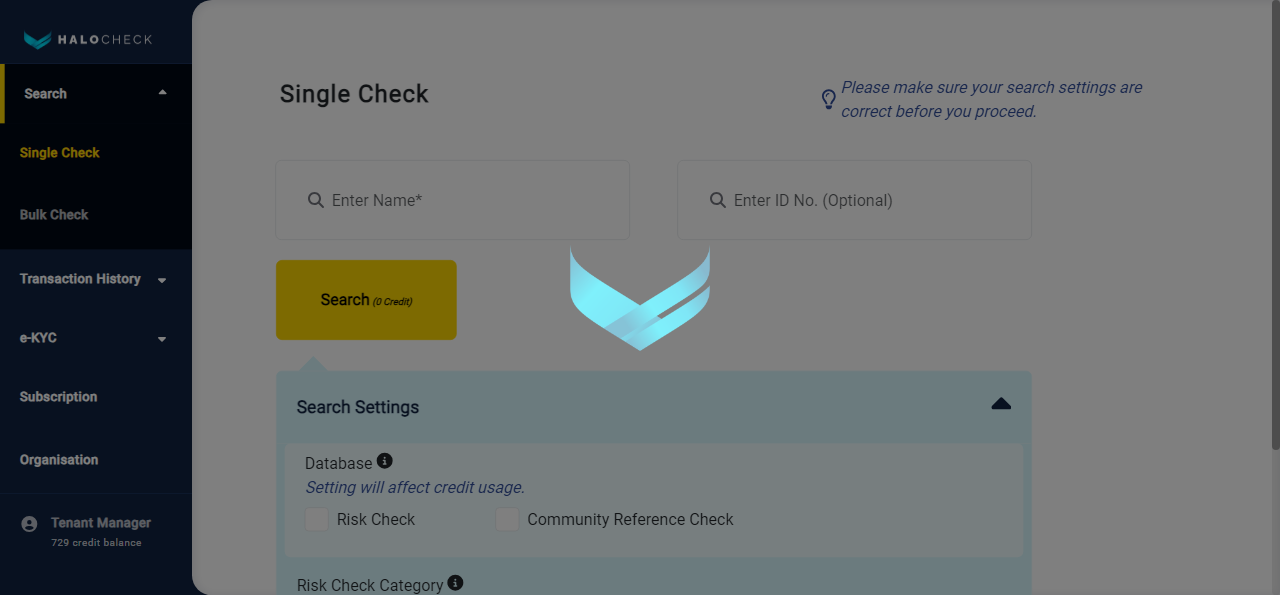 HALOCHECK
Search
Single Check
Bulk Check
Transaction History
e-KYC
Subscription
Organisation
Tenant Manager
729 credit balance
Single Check
Please make sure your search settings are
correct before you proceed.
Enter Name*
Enter ID No. (Optional)
Search (0 Credit)
Search Settings
Database
Setting will affect credit usage.
Risk Check
Community Reference Check
Risk Check Category